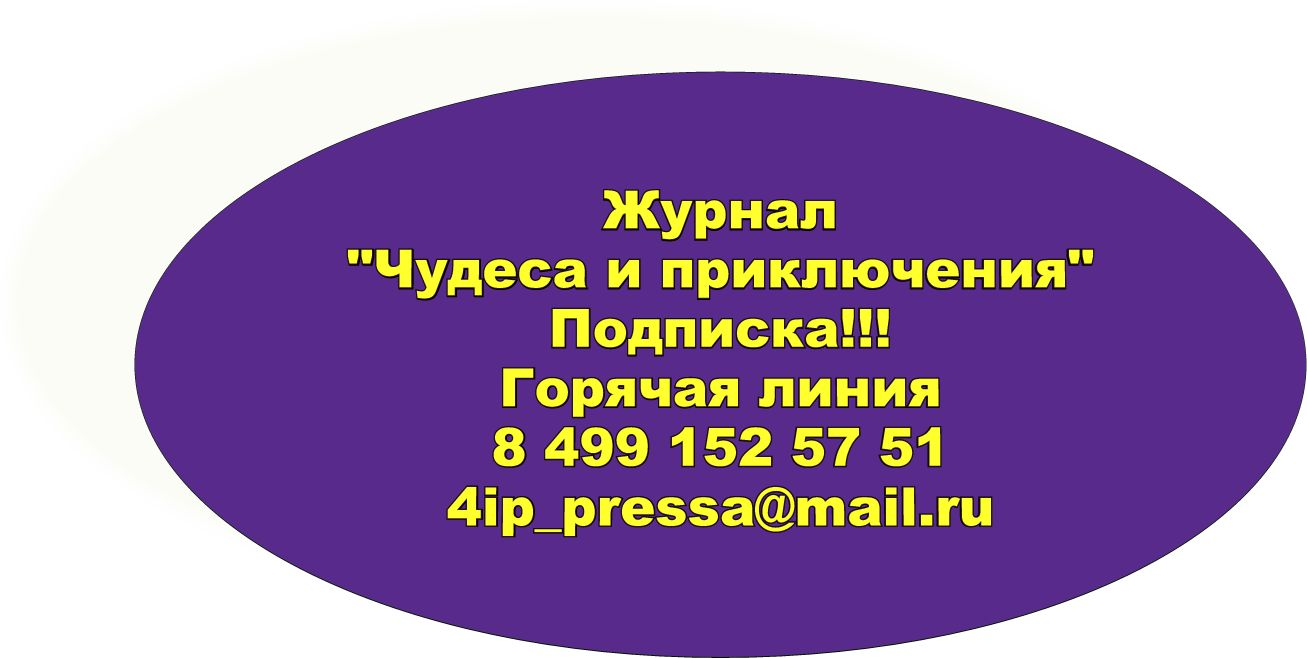 Журнал
"Чудеса и приключения"
Подписка!!!
Горячая линия
8 499 152 57 51
4ip_pressa@mail.ru